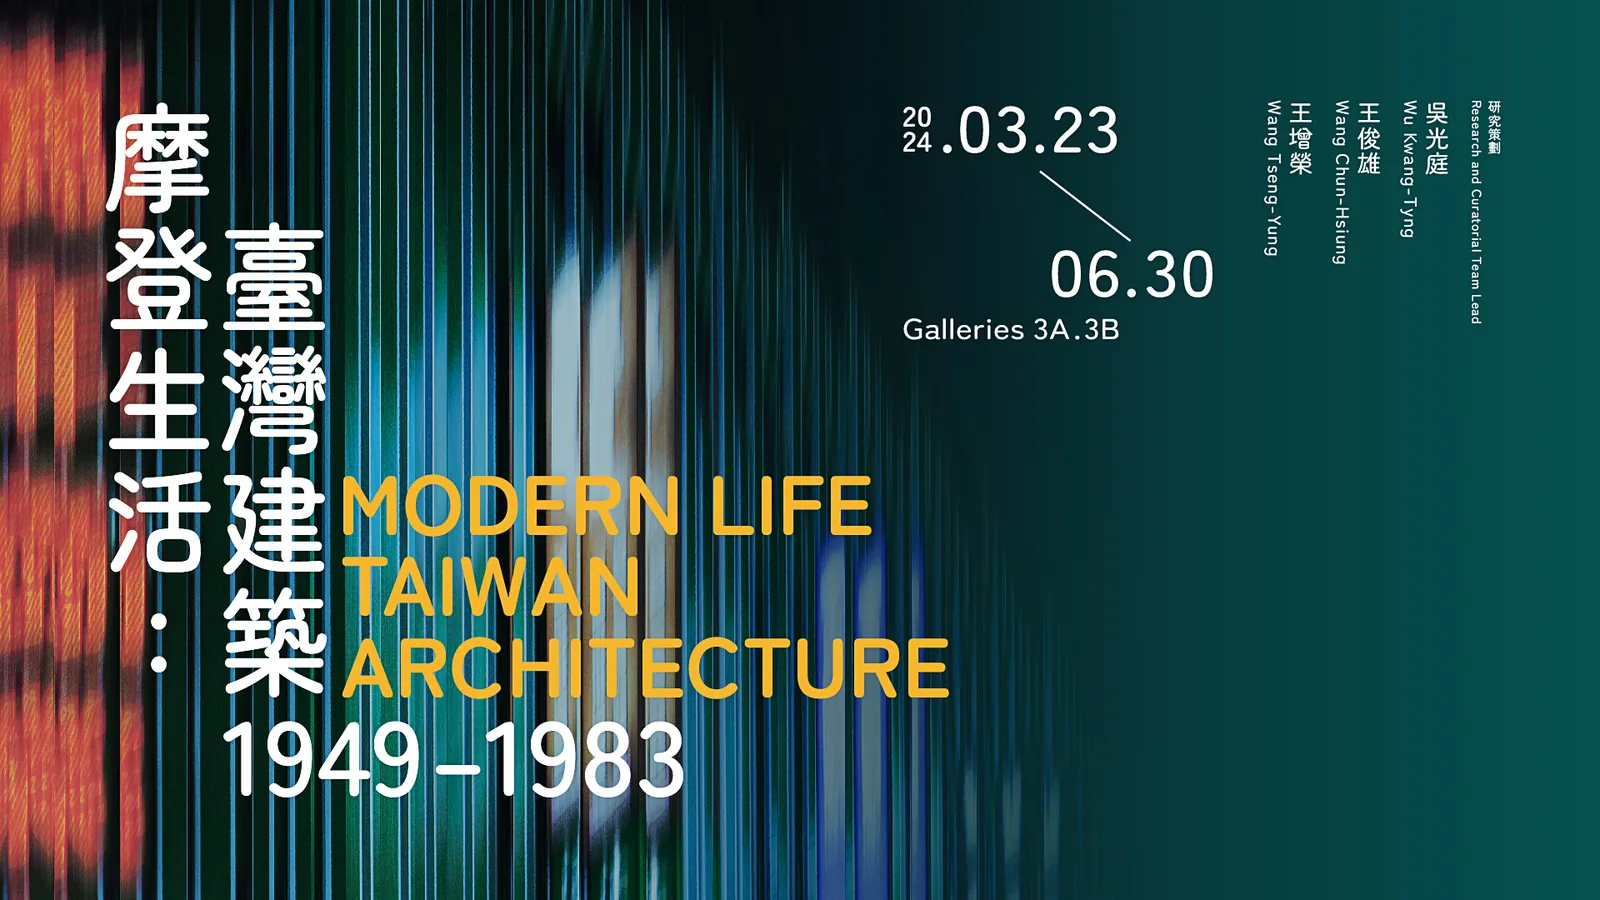 摩登生活：
臺灣建築
1949–1983
MODERN LIFE
TAIWAN
ARCHITECTURE
2024.03.23
06.30
Galleries 3A.3B
研究策劃
Research and Curatorial Team Lead
吳光庭
Wu Kwang-Tyng
王俊雄
Wang Chun-Hsiung
王增榮
Wang Tseng-Yung